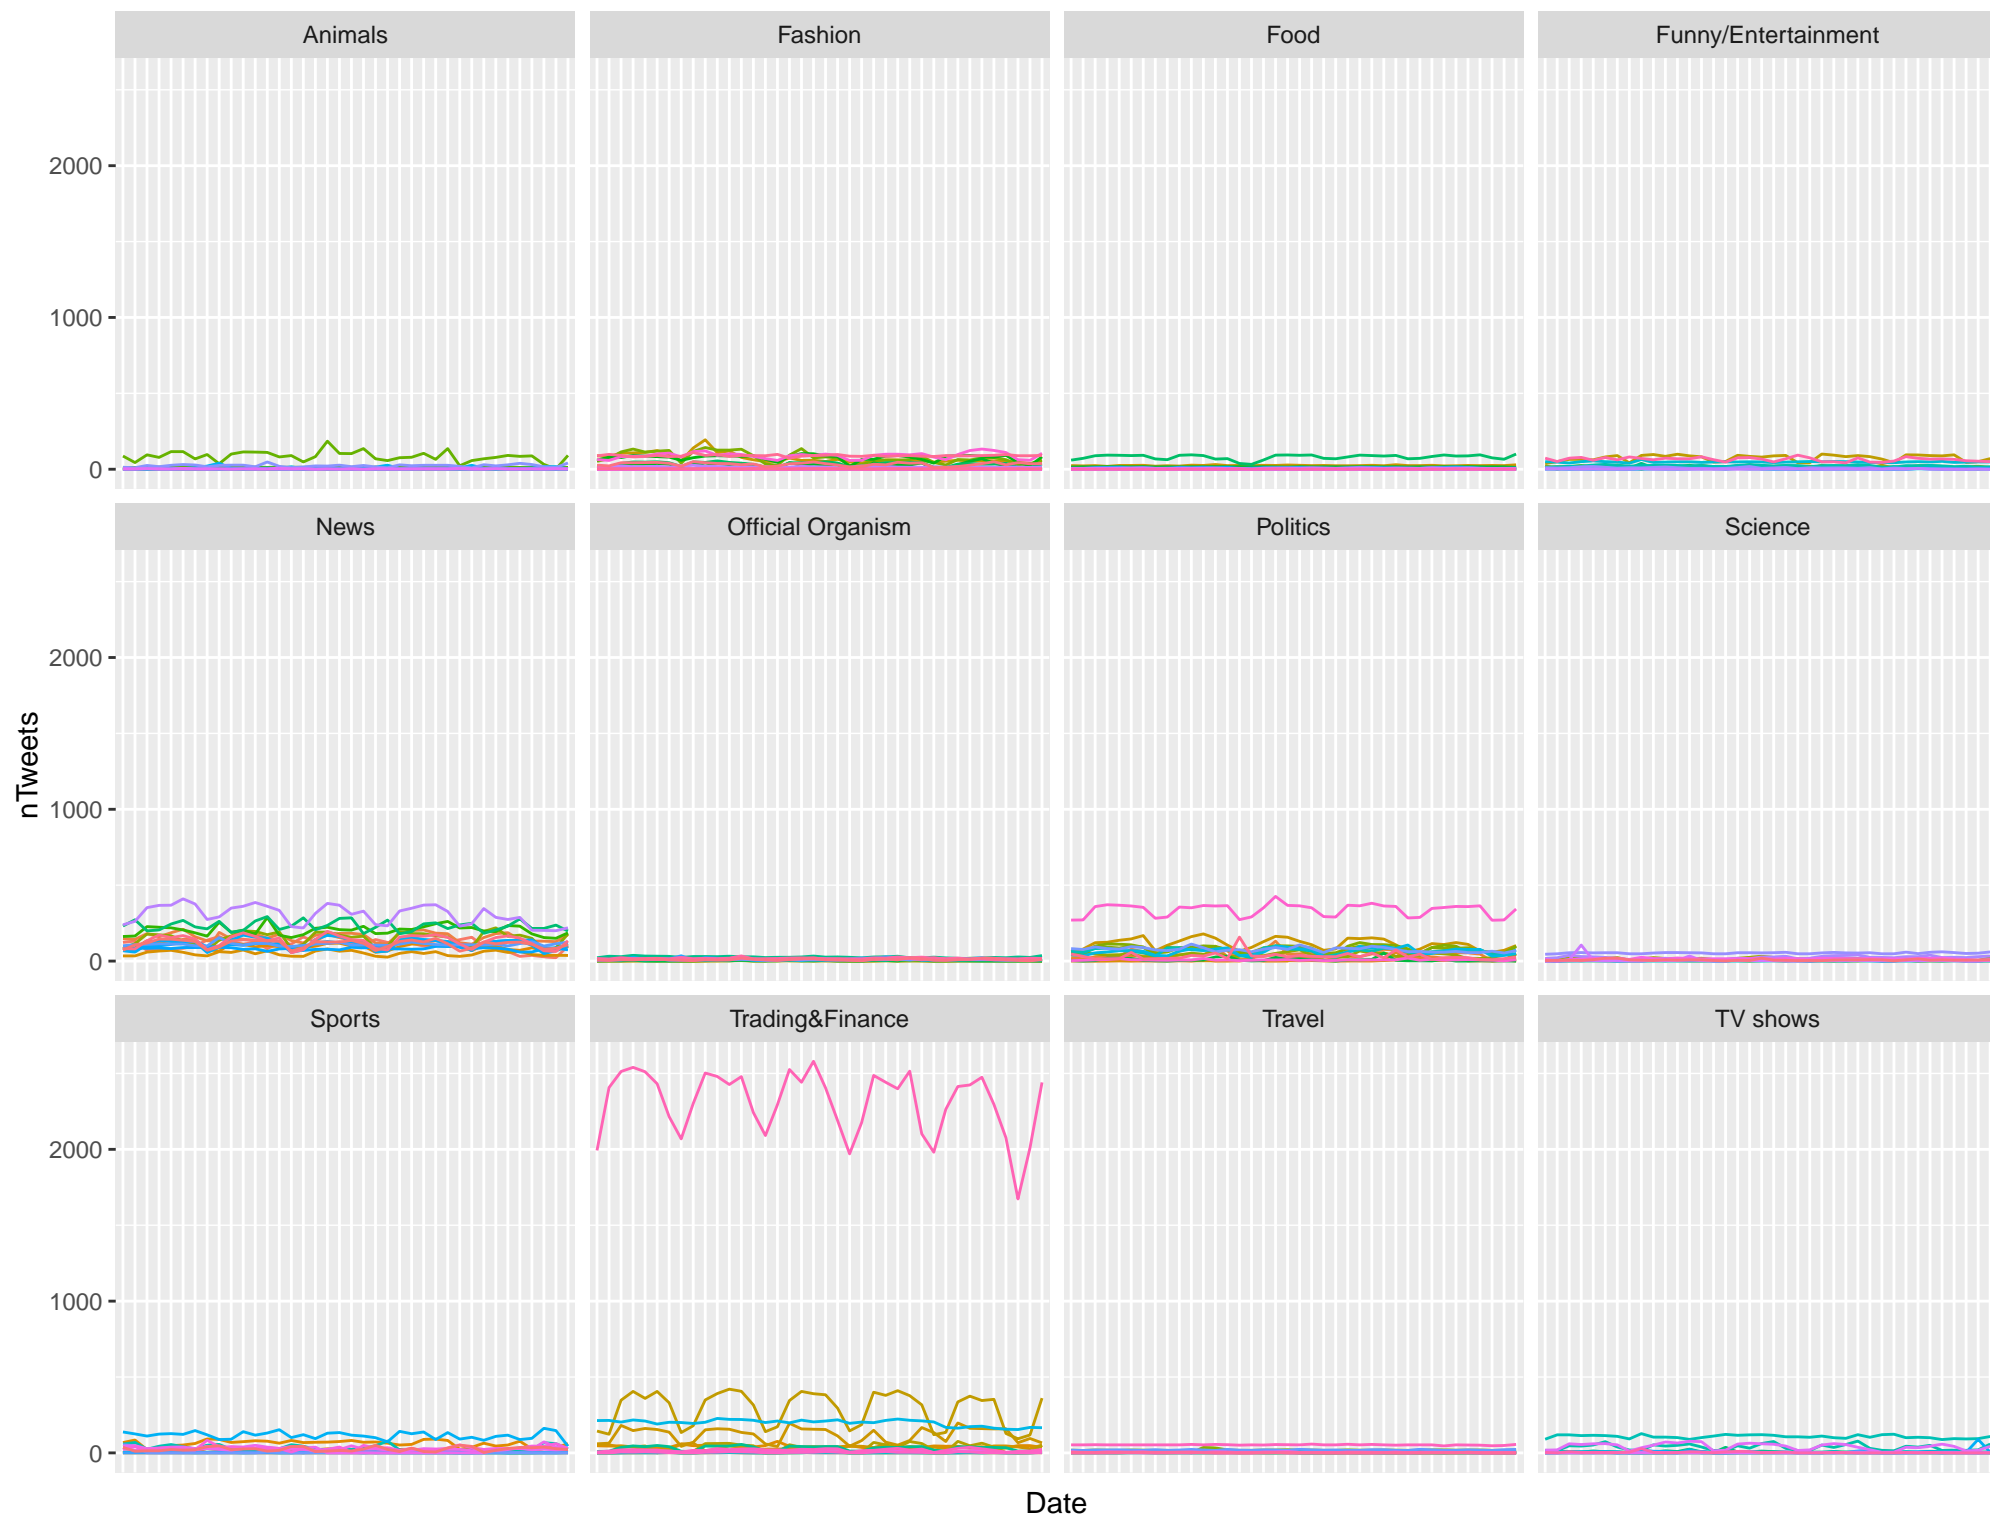 Animals
Fashion
Food
Funny/Entertainment
2000
1000
0
News
Official Organism
Politics
Science
2000
1000
0
nTweets
Sports
Trading&Finance
Travel
TV shows
2000
1000
0
Date